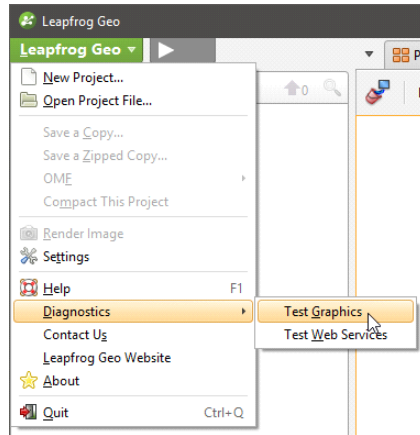 Leapfrog Geo
Leapfrog Geo
New Project...
Open Project File...
0
Save a Copy...
Save a Zipped Copy...
OMF
Compact This Project
Render Image
Settings
Help F1
Diagnostics
Test Graphics
Contact Us
Test Web Services
Leapfrog Geo Website
About
Quit Ctrl+Q